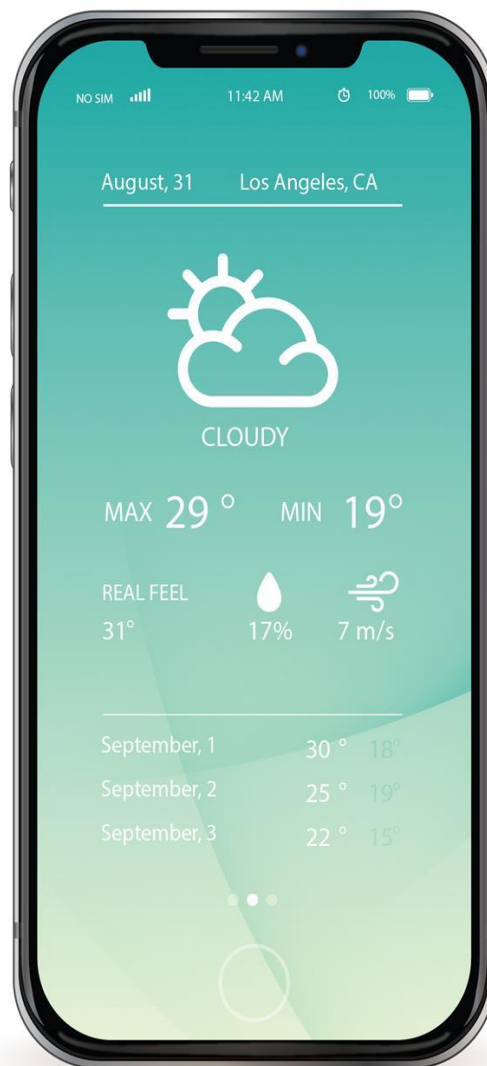 NO SIM 11:42 AM 100%
August, 31 Los Angeles, CA
CLOUDY
MAX 29 ° MIN 19°
REAL FEEL
31° 17% 7 m/s
September, 1 30 ° 18°
September, 2 25 ° 19°
September, 3 22 ° 15°